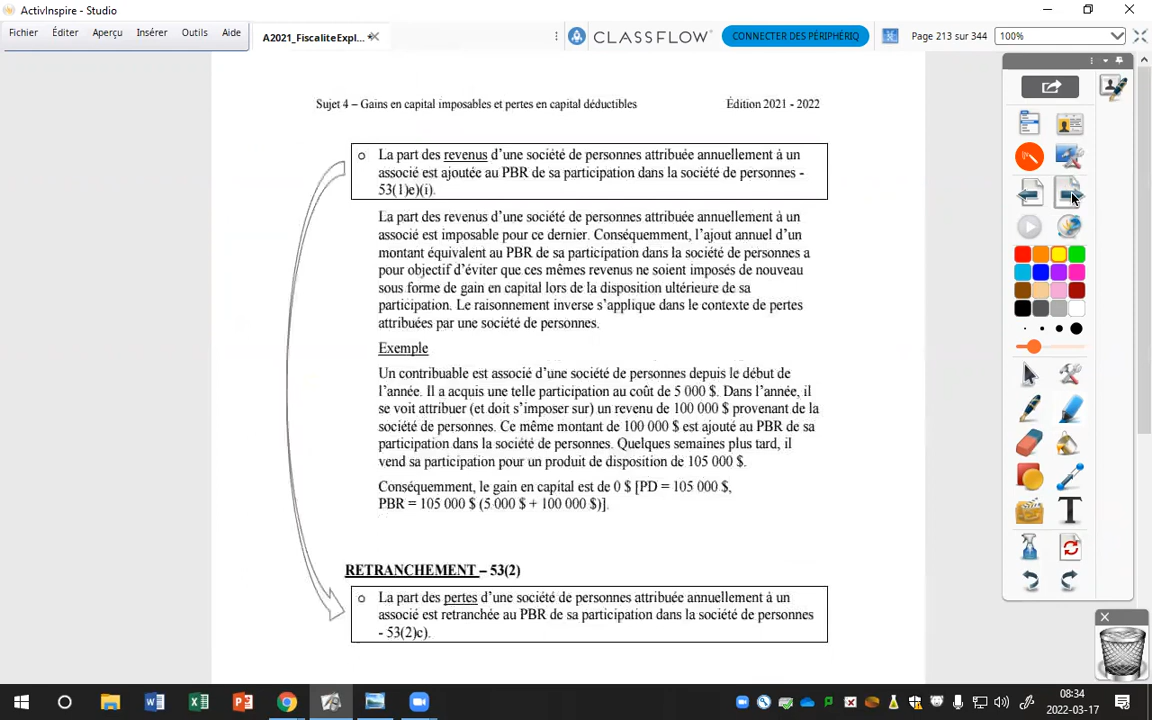 ActivInspire - Studio
Fichier Éditer Aperçu Insérer Outils Aide
A2021_FiscaliteExpl...
CLASSFLOW
CONNECTER DES PÉRIPHÉRIQ
Page 213 sur 344
100%
Sujet 4 – Gains en capital imposables et pertes en capital déductibles Édition 2021 - 2022
o La part des revenus d'une société de personnes attribuée annuellement à un
associé est ajoutée au PBR de sa participation dans la société de personnes -
53(1)e)(i).
La part des revenus d'une société de personnes attribuée annuellement à un
associé est imposable pour ce dernier. Conséquemment, l'ajout annuel d'un
montant équivalent au PBR de sa participation dans la société de personnes a
pour objectif d'éviter que ces mêmes revenus ne soient imposés de nouveau
sous forme de gain en capital lors de la disposition ultérieure de sa
participation. Le raisonnement inverse s'applique dans le contexte de pertes
attribuées par une société de personnes.
Exemple
Un contribuable est associé d'une société de personnes depuis le début de
l'année. Il a acquis une telle participation au coût de 5 000 $. Dans l'année, il
se voit attribuer (et doit s'imposer sur) un revenu de 100 000 $ provenant de la
société de personnes. Ce même montant de 100 000 $ est ajouté au PBR de sa
participation dans la société de personnes. Quelques semaines plus tard, il
vend sa participation pour un produit de disposition de 105 000 $.
Conséquemment, le gain en capital est de 0 $ [PD = 105 000 $,
PBR = 105 000 $ (5 000 $ + 100 000 $)].
RETRANCHEMENT – 53(2)
o La part des pertes d'une société de personnes attribuée annuellement à un
associé est retranchée au PBR de sa participation dans la société de personnes
- 53(2)c).
08:34
2022-03-17